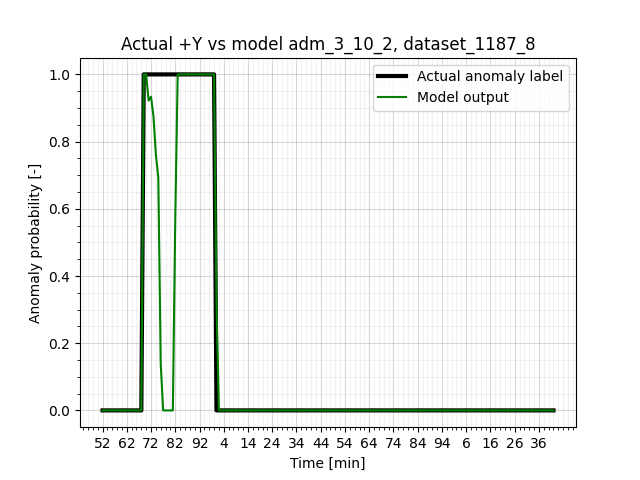 Actual +Y vs model adm_3_10_2, dataset_1187_8
Actual anomaly label
Model output
Anomaly probability [-]
1.0
0.8
0.6
0.4
0.2
0.0
52 62 72 82 92 4 14 24 34 44 54 64 74 84 94 6 16 26 36
Time [min]